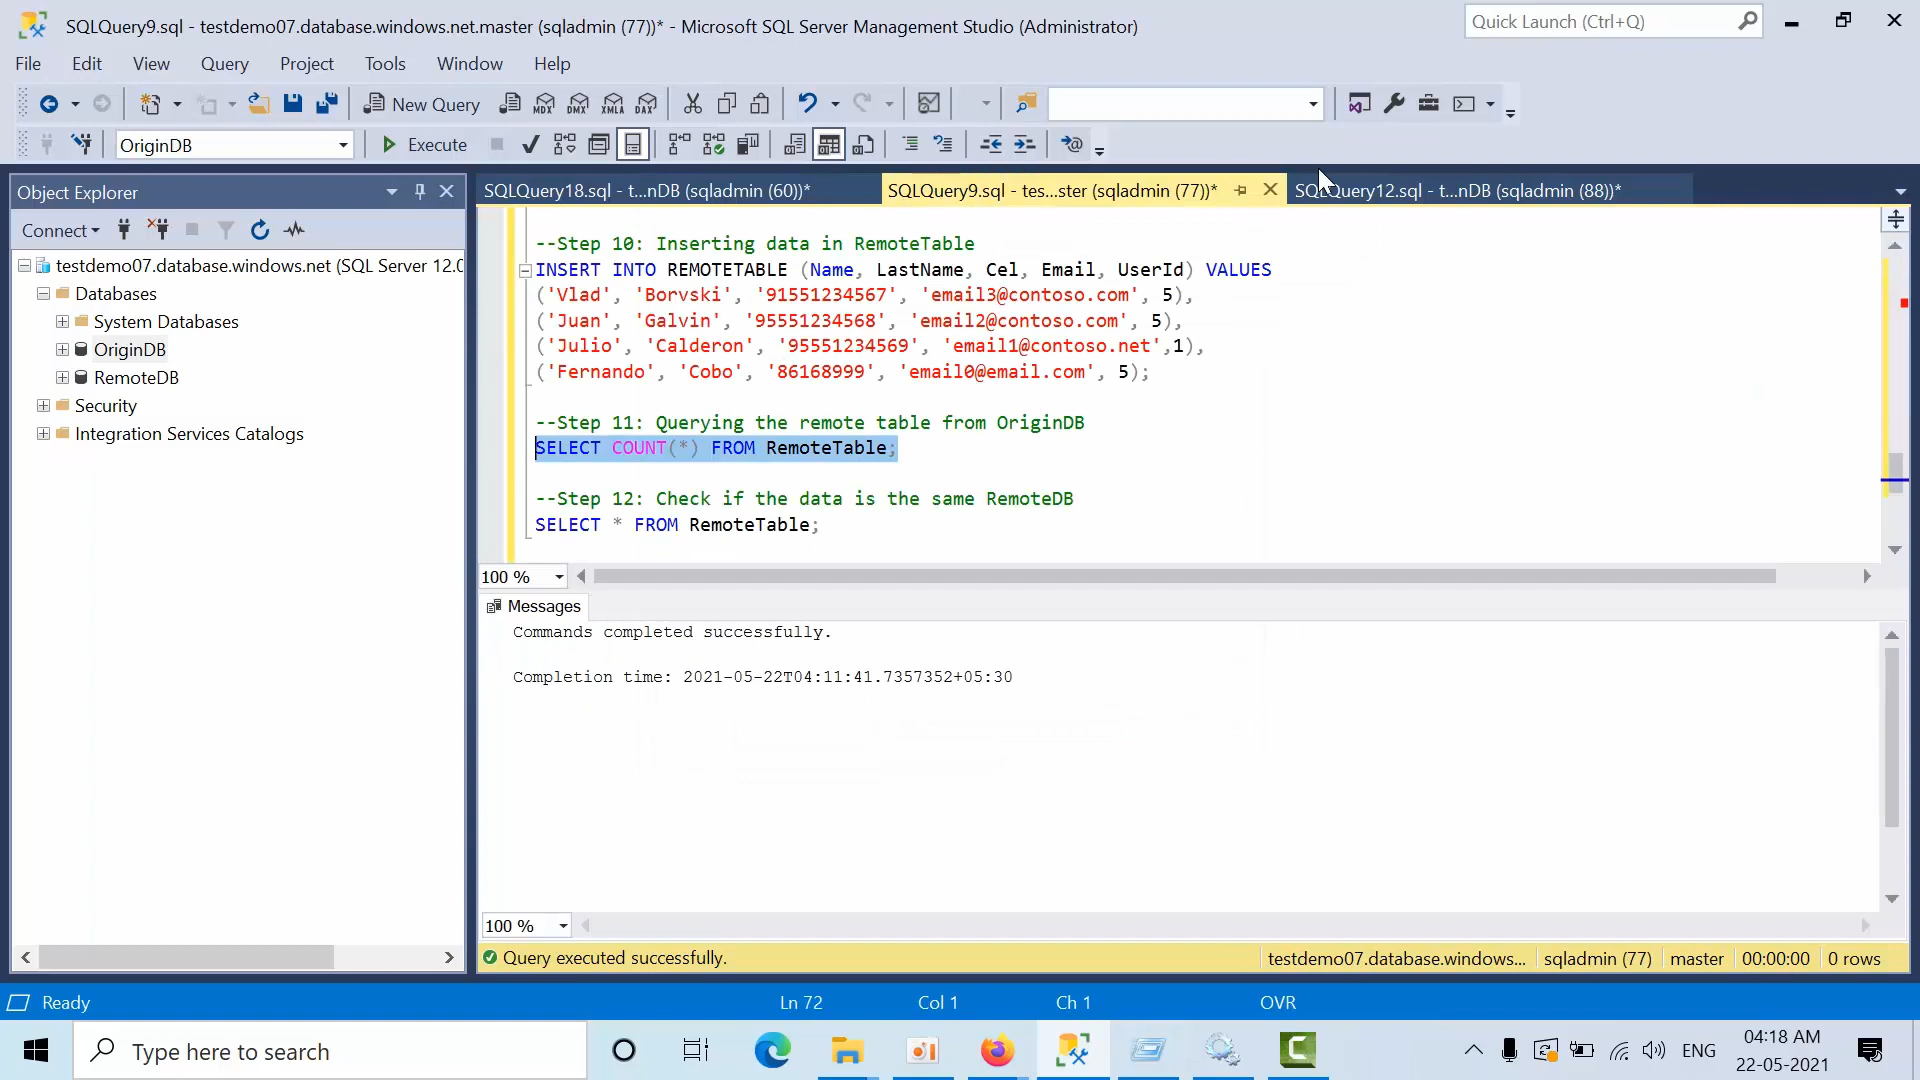 SQLQuery9.sql - testdemo07.database.windows.net.master (sqladmin (77))* - Microsoft SQL Server Management Studio (Administrator)
Quick Launch (Ctrl+Q)
File Edit View Query Project Tools Window Help
New Query MDX DMX XMLA DAX
OriginDB Execute
Object Explorer
SQLQuery18.sql - t...nDB (sqladmin (60))* SQLQuery9.sql - tes...ster (sqladmin (77))* SQLQuery12.sql - t...nDB (sqladmin (88))*
Connect
testdemo07.database.windows.net (SQL Server 12.0
Databases
System Databases
OriginDB
RemoteDB
Security
Integration Services Catalogs
--Step 10: Inserting data in RemoteTable
INSERT INTO REMOTETABLE (Name, LastName, Cel, Email, UserId) VALUES
('Vlad', 'Borvski', '91551234567', 'email3@contoso.com', 5),
('Juan', 'Galvin', '95551234568', 'email2@contoso.com', 5),
('Julio', 'Calderon', '95551234569', 'email1@contoso.net',1),
('Fernando', 'Cobo', '86168999', 'email0@email.com', 5);
--Step 11: Querying the remote table from OriginDB
SELECT COUNT(*) FROM RemoteTable;
--Step 12: Check if the data is the same RemoteDB
SELECT * FROM RemoteTable;
100 %
Messages
Commands completed successfully.
Completion time: 2021-05-22T04:11:41.7357352+05:30
100 %
Query executed successfully. testdemo07.database.windows... sqladmin (77) master 00:00:00 0 rows
Ready Ln 72 Col 1 Ch 1 OVR
Type here to search
ENG
04:18 AM
22-05-2021